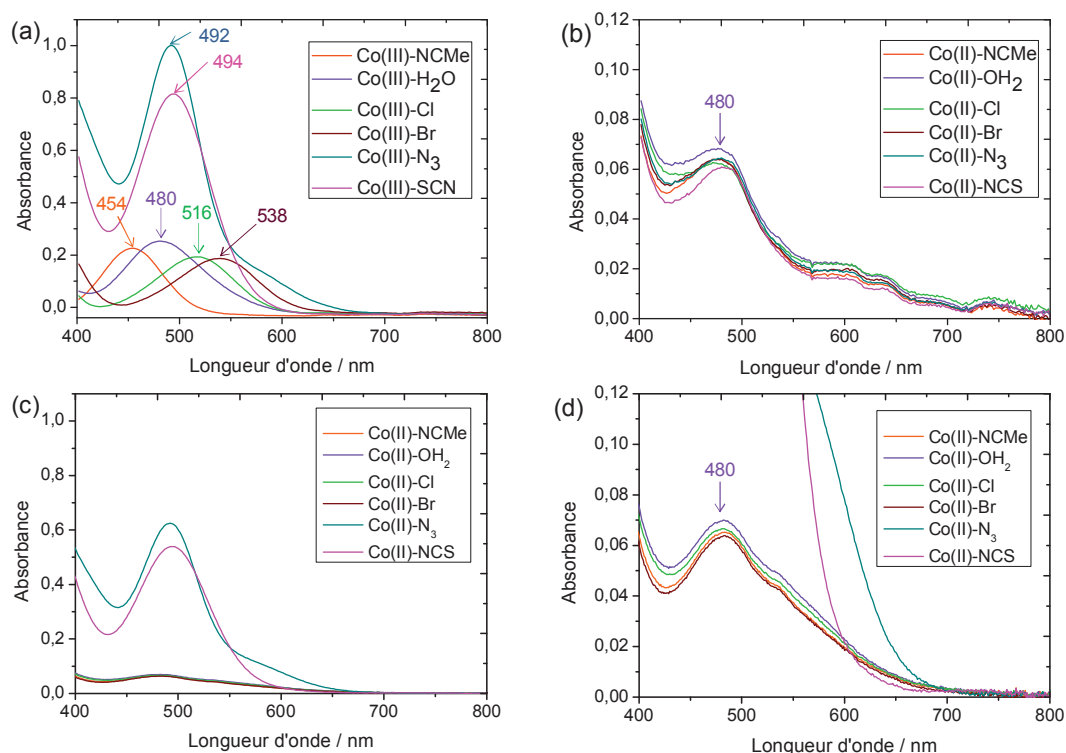 (a)
492
494
454
480
516
538
Co(III)-NCMe
Co(III)-H2O
Co(III)-Cl
Co(III)-Br
Co(III)-N3
Co(III)-SCN
Absorbance
1,0
0,8
0,6
0,4
0,2
0,0
400 500 600 700 800
Longueur d'onde / nm
(b)
480
Co(II)-NCMe
Co(II)-OH2
Co(II)-Cl
Co(II)-Br
Co(II)-N3
Co(II)-NCS
Absorbance
0,12
0,10
0,08
0,06
0,04
0,02
0,00
400 500 600 700 800
Longueur d'onde / nm
(c)
Co(II)-NCMe
Co(II)-OH2
Co(II)-Cl
Co(II)-Br
Co(II)-N3
Co(II)-NCS
Absorbance
1,0
0,8
0,6
0,4
0,2
0,0
400 500 600 700 800
Longueur d'onde / nm
(d)
480
Co(II)-NCMe
Co(II)-OH2
Co(II)-Cl
Co(II)-Br
Co(II)-N3
Co(II)-NCS
Absorbance
0,12
0,10
0,08
0,06
0,04
0,02
0,00
400 500 600 700 800
Longueur d'onde / nm